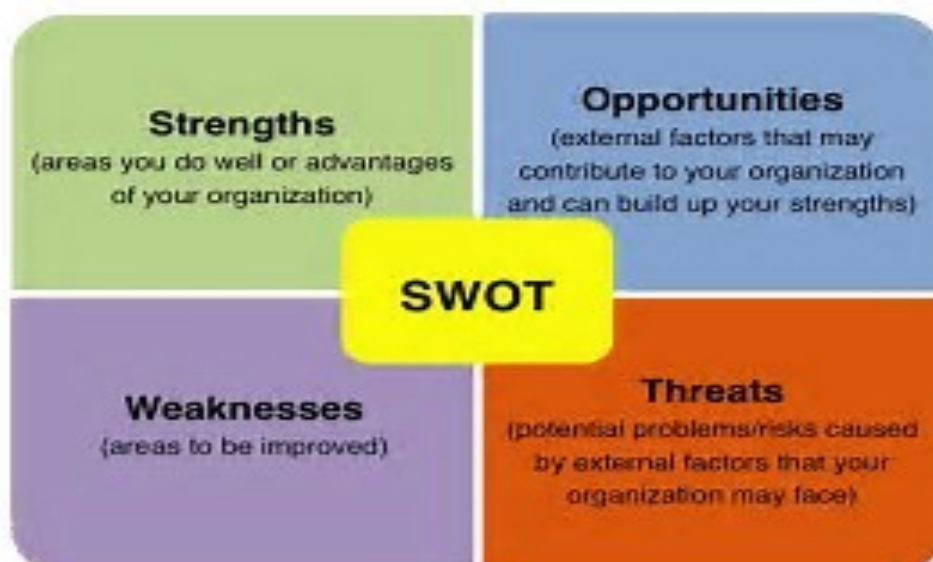 Strengths
(areas you do well or advantages
of your organization)
Opportunities
(external factors that may
contribute to your organization
and can build up your strengths)
SWOT
Weaknesses
(areas to be improved)
Threats
(potential problems/risks caused
by external factors that your
organization may face)